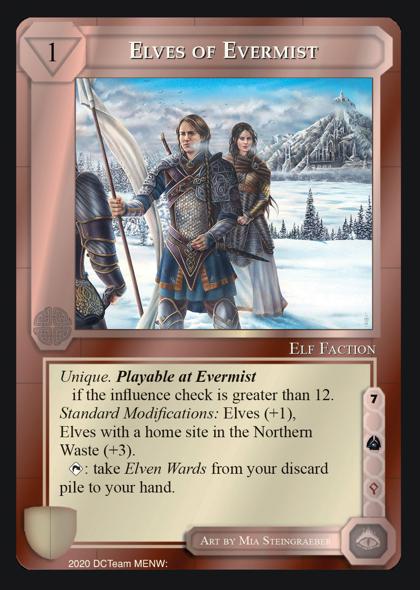 1
Elves of Evermist
Elf Faction
Unique. Playable at Evermist
if the influence check is greater than 12.
Standard Modifications: Elves (+1),
Elves with a home site in the Northern
Waste (+3).
: take Elven Wards from your discard
pile to your hand.
7
Art by Mia Steingraeber
2020 DCTeam MENW: